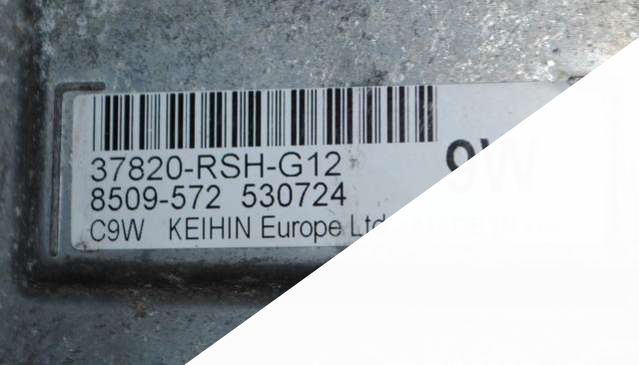 37820-RSH-G12
8509-572 530724
C9W KEIHIN Europe Ltd